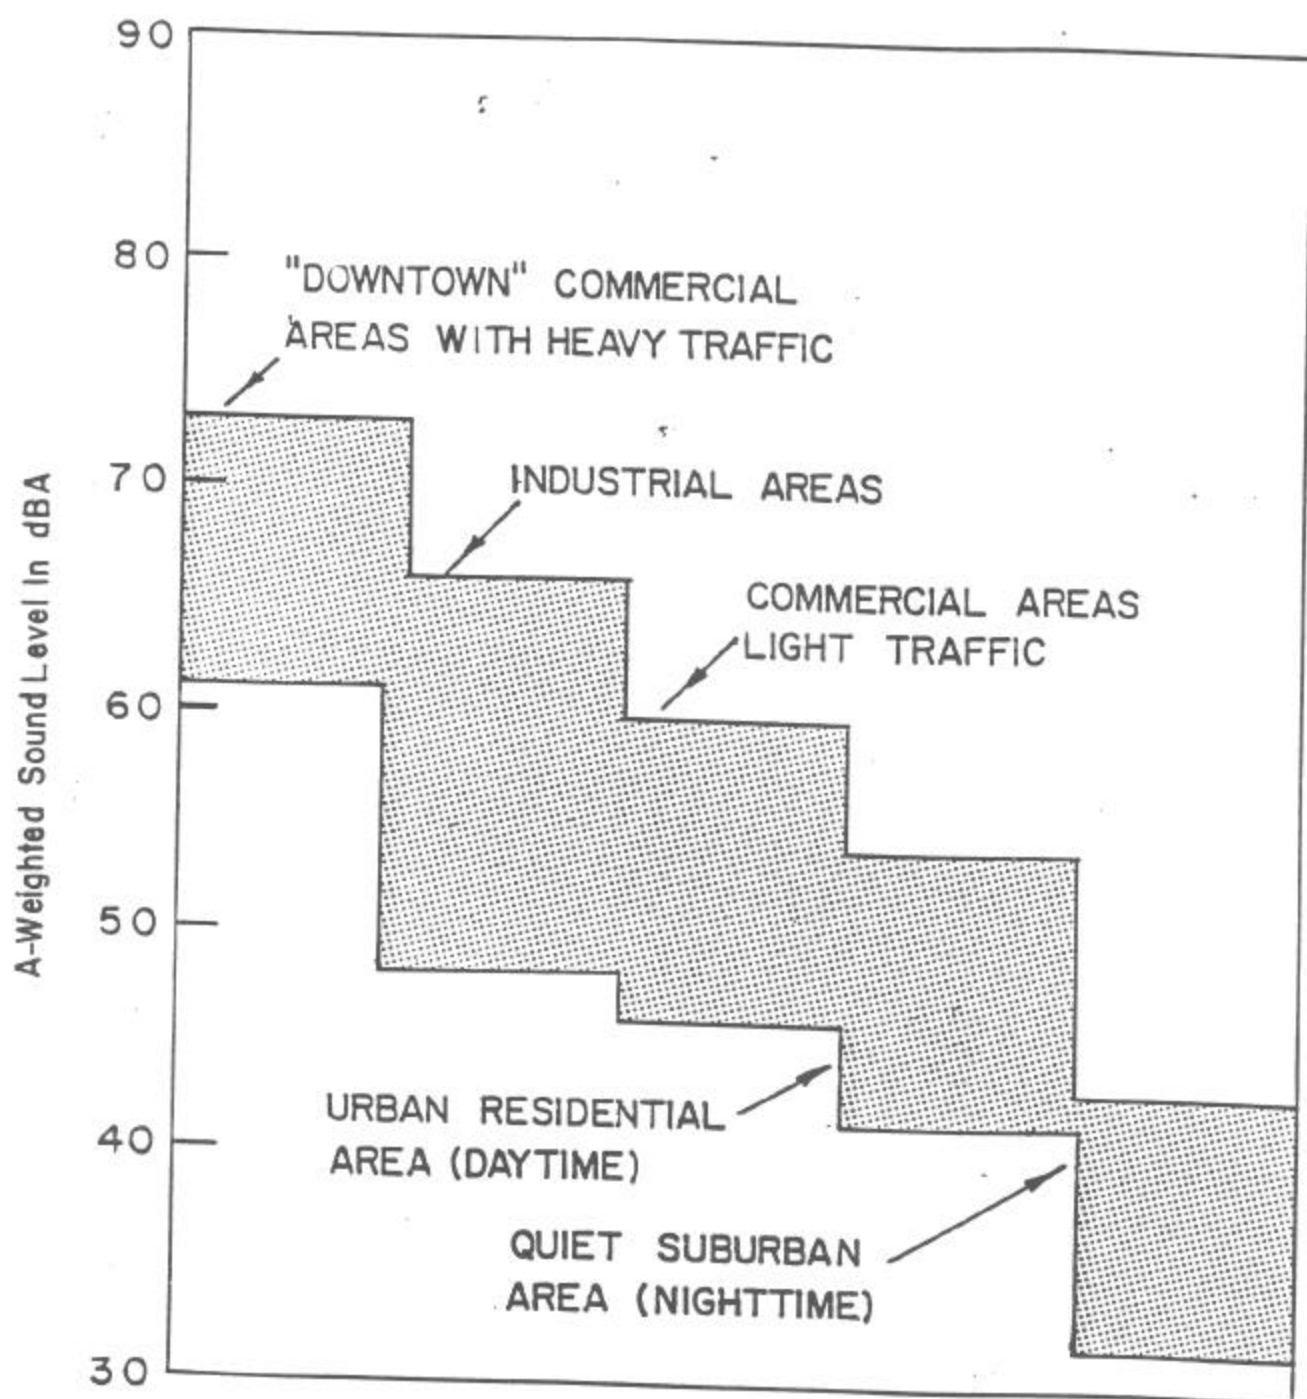 90
80
"DOWNTOWN" COMMERCIAL
AREAS WITH HEAVY TRAFFIC
70
INDUSTRIAL AREAS
COMMERCIAL AREAS
LIGHT TRAFFIC
60
A-Weighted Sound Level In dBA
50
URBAN RESIDENTIAL
AREA (DAYTIME)
40
QUIET SUBURBAN
AREA (NIGHTTIME)
30